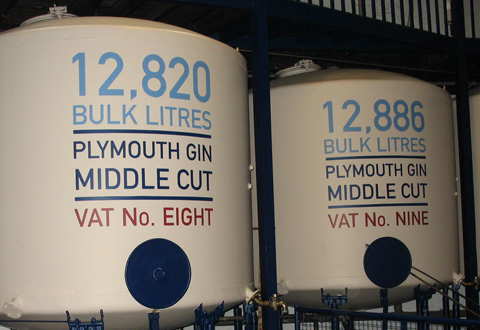 12,820
BULK LITRES
PLYMOUTH GIN
MIDDLE CUT
VAT No. EIGHT
12,886
BULK LITRES
PLYMOUTH GIN
MIDDLE CUT
VAT No. NINE